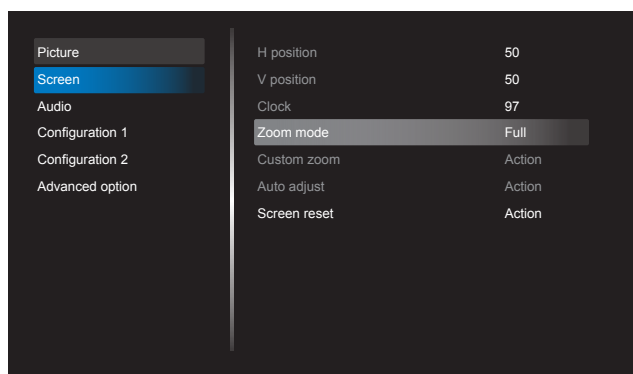 Picture
Screen
Audio
Configuration 1
Configuration 2
Advanced option
H position 50
V position 50
Clock 97
Zoom mode Full
Custom zoom Action
Auto adjust Action
Screen reset Action